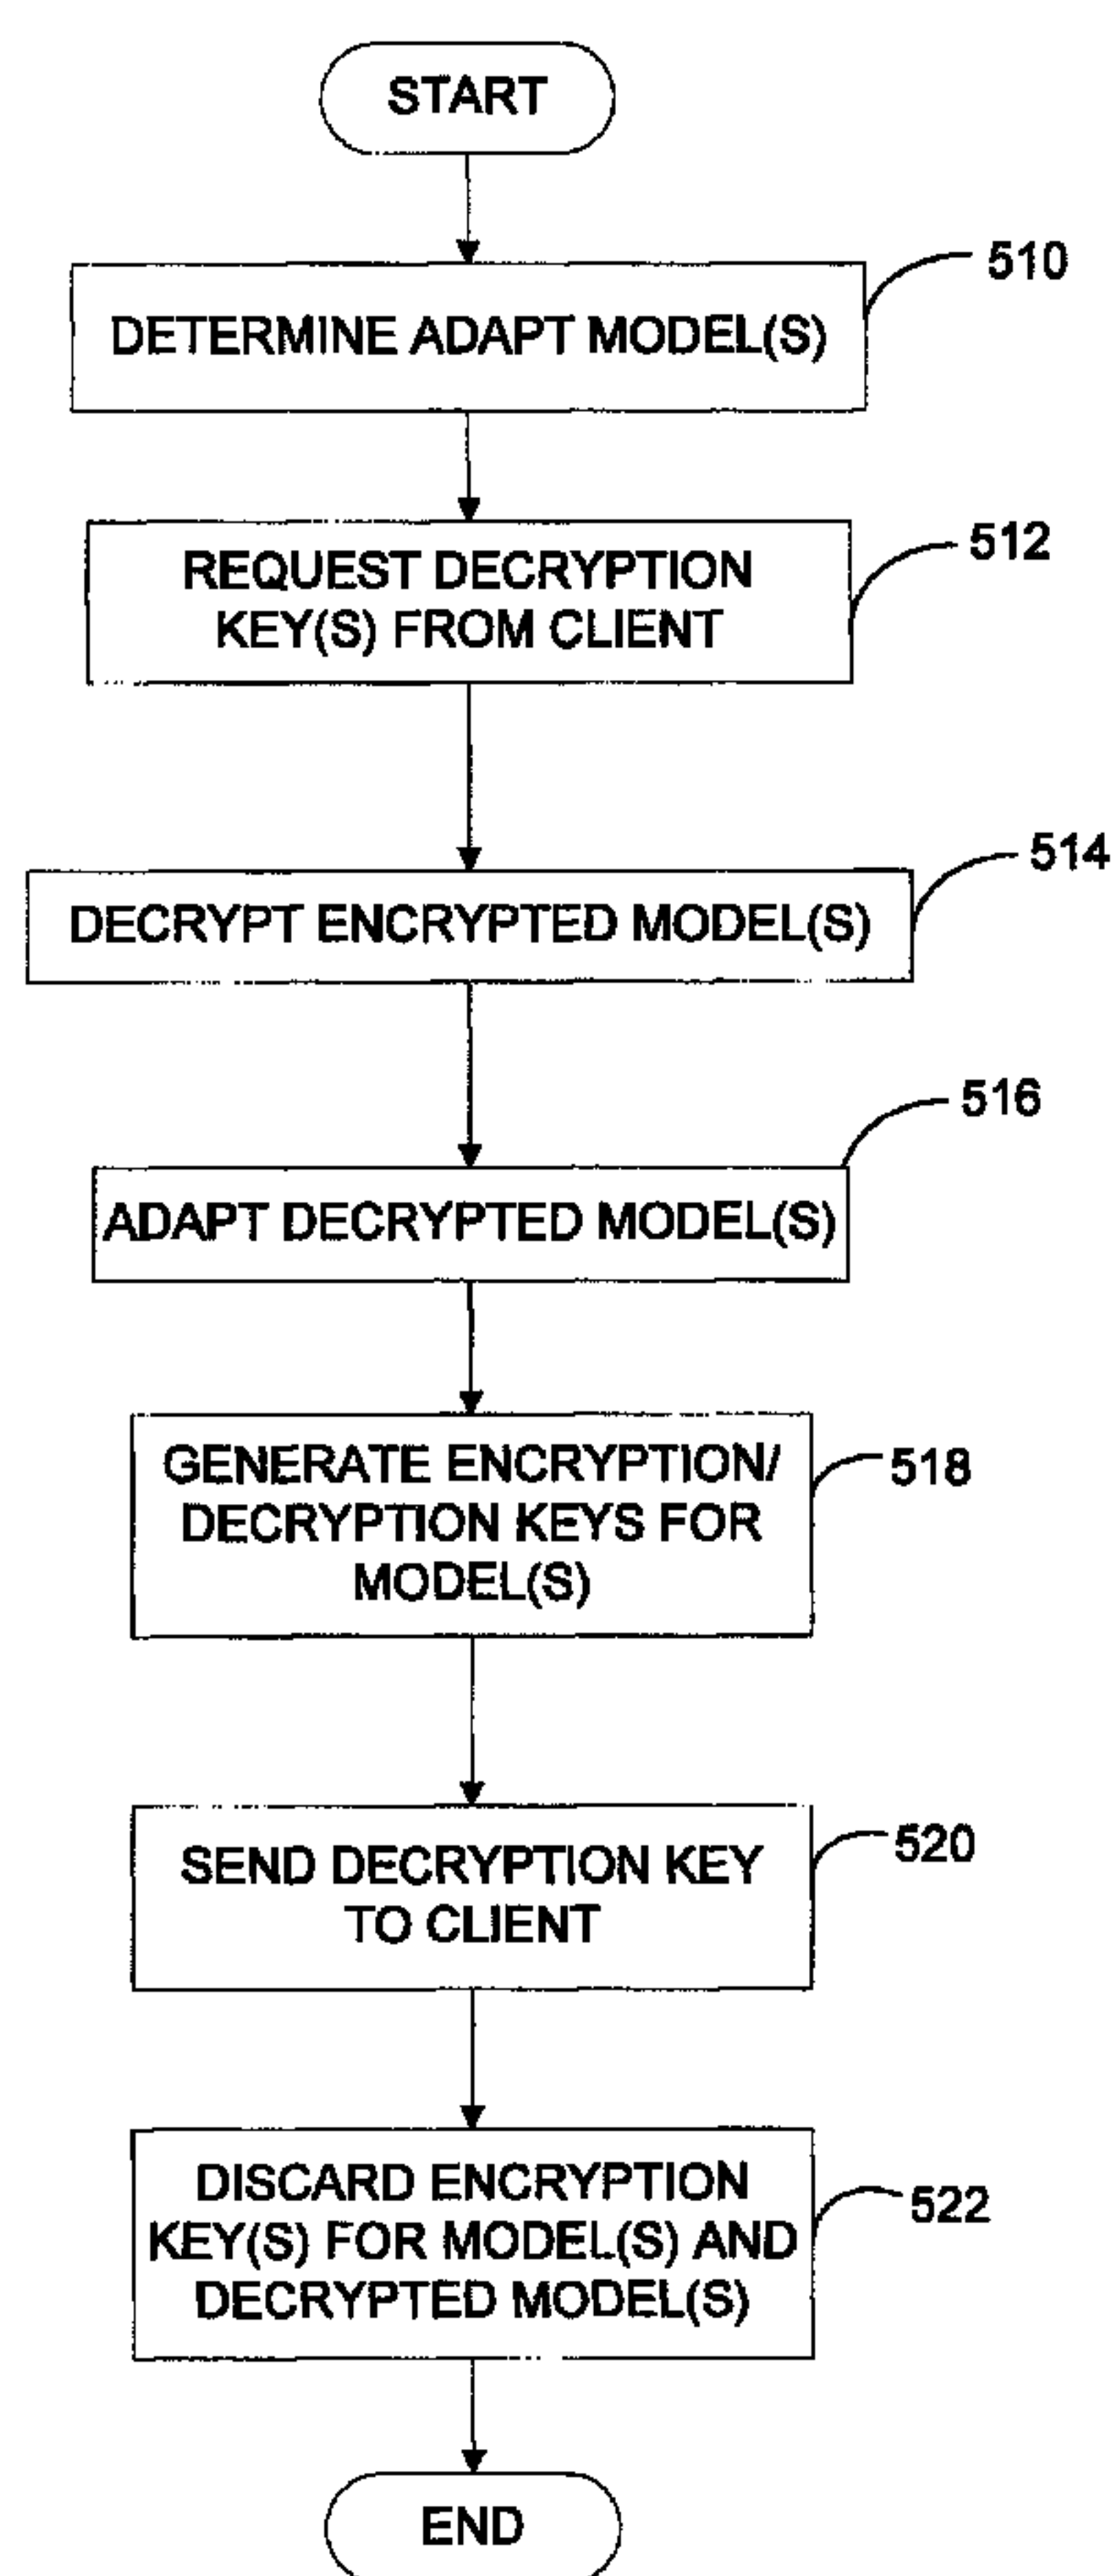 START
510
DETERMINE ADAPT MODEL(S)
512
REQUEST DECRYPTION
KEY(S) FROM CLIENT
514
DECRYPT ENCRYPTED MODEL(S)
516
ADAPT DECRYPTED MODEL(S)
518
GENERATE ENCRYPTION/
DECRYPTION KEYS FOR
MODEL(S)
520
SEND DECRYPTION KEY
TO CLIENT
522
DISCARD ENCRYPTION
KEY(S) FOR MODEL(S) AND
DECRYPTED MODEL(S)
END